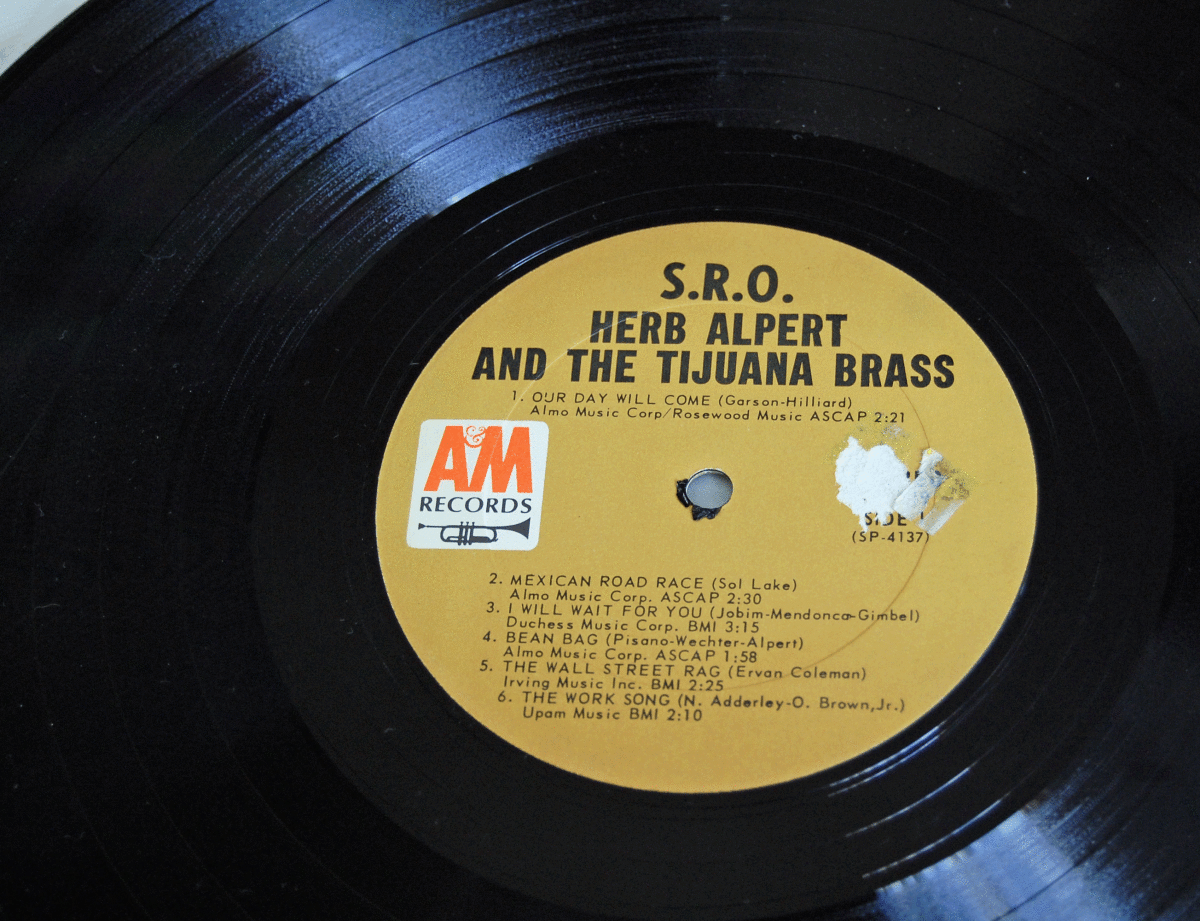 S.R.O.
HERB ALPERT
AND THE TIJUANA BRASS
1. OUR DAY WILL COME (Garson-Hilliard)
Almo Music Corp/Rosewood Music ASCAP 2:21
A&M
RECORDS
SIDE 1
(SP-4137)
2. MEXICAN ROAD RACE (Sol Lake)
Almo Music Corp. ASCAP 2:30
3. I WILL WAIT FOR YOU (Jobim-Mendonca-Gimbel)
Duchess Music Corp. BMI 3:15
4. BEAN BAG (Pisano-Wechter-Alpert)
Almo Music Corp. ASCAP 1:58
5. THE WALL STREET RAG (Ervan Coleman)
Irving Music Inc. BMI 2:25
6. THE WORK SONG (N. Adderley-O. Brown,Jr.)
Upam Music BMI 2:10